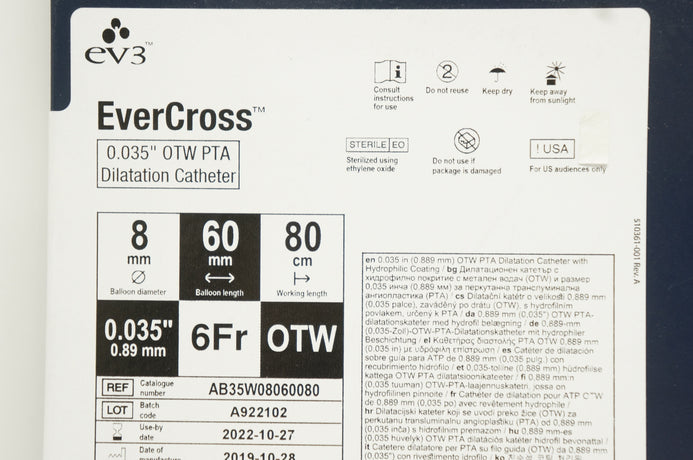 ev3™
EverCross™
0.035" OTW PTA
Dilatation Catheter
Consult
instructions
for use
2
Do not reuse
Keep dry
Keep away
from sunlight
STERILE EO
Sterilized using
ethylene oxide
Do not use if
package is damaged
! USA
For US audiences only
8
mm
Balloon diameter
60
mm
Balloon length
80
cm
Working length
0.035"
0.89 mm
6Fr
OTW
REF Catalogue number AB35W08060080
LOT Batch code A922102
Use-by date 2022-10-27
Date of manufacture 2019-10-28
510361-001 Rev. A
en 0.035 in (0.889 mm) OTW PTA Dilatation Catheter with
Hydrophilic Coating / bg Дилатационен катетър с
хидрофилно покритие с метален водач (OTW) и размер
0,035 инча (0,889 мм) за перкутанна транслуминална
ангиопластика (PTA) / cs Dilatační katétr o velikosti 0,889 mm
(0,035 palce), zaváděný po drátu (OTW), s hydrofilním
povlakem, určený k PTA / da 0,889 mm (0,035") OTW PTA-
dilatationskateter med hydrofil belægning / de 0,889-mm-
(0,035-Zoll)-OTW-PTA-Dilatationskatheter mit hydrophiler
Beschichtung / el Καθετήρας διαστολής PTA OTW 0,889 mm
(0,035 in) με υδρόφιλη επίστρωση / es Catéter de dilatación
sobre guía para ATP de 0,889 mm (0,035 pulg.) con
recubrimiento hidrófilo / et 0,035-tolline (0,889 mm) hüdrofiilse
kattega OTW PTA dilatatsioonikateeter / fi 0,889 mm:n
(0,035 tuuman) OTW-PTA-laajennuskatetri, jossa on
hydrofiilinen pinnoite / fr Cathéter de dilatation pour ATP OTW
de 0,889 mm (0,035 po) avec revêtement hydrophile /
hr Dilatacijski kateter koji se uvodi preko žice (OTW) za
perkutanu transluminalnu angioplastiku (PTA) od 0,889 mm
(0,035 inča) s hidrofilnim premazom / hu 0,889 mm-es
(0,035 hüvelyk) OTW PTA dilatációs katéter hidrofil bevonattal /
it Catetere dilatatore per PTA su filo guida (OTW) da 0,889 mm
(0,035") con rivestimento idrofilo / ko